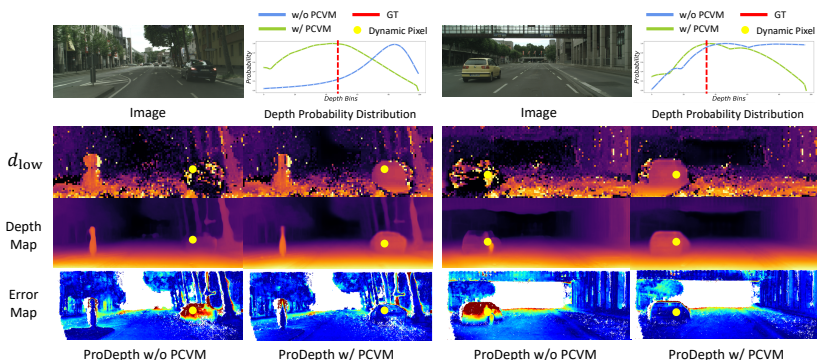 w/o PCVM GT
w/ PCVM Dynamic Pixel
Probability
Depth Bins
Image
Depth Probability Distribution
w/o PCVM GT
w/ PCVM Dynamic Pixel
Probability
Depth Bins
Image
Depth Probability Distribution
d_low
Depth
Map
Error
Map
ProDepth w/o PCVM
ProDepth w/ PCVM
ProDepth w/o PCVM
ProDepth w/ PCVM